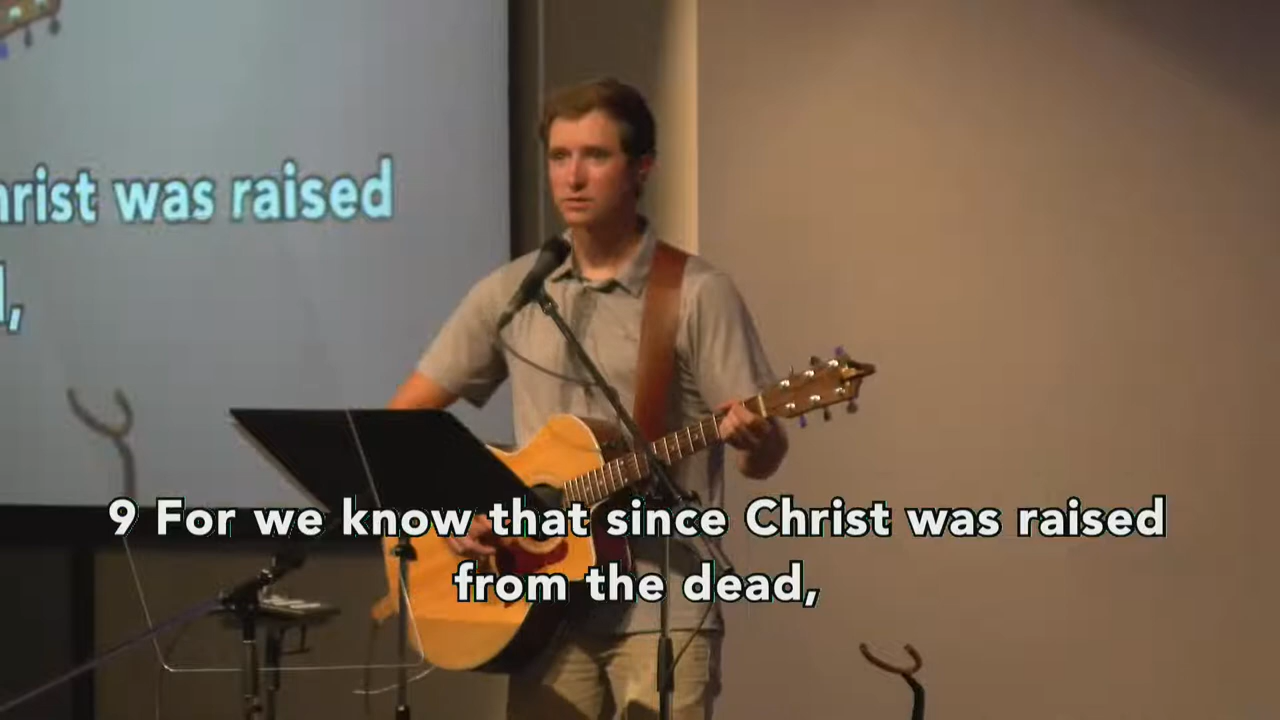 hrist was raised
,
9 For we know that since Christ was raised
from the dead,